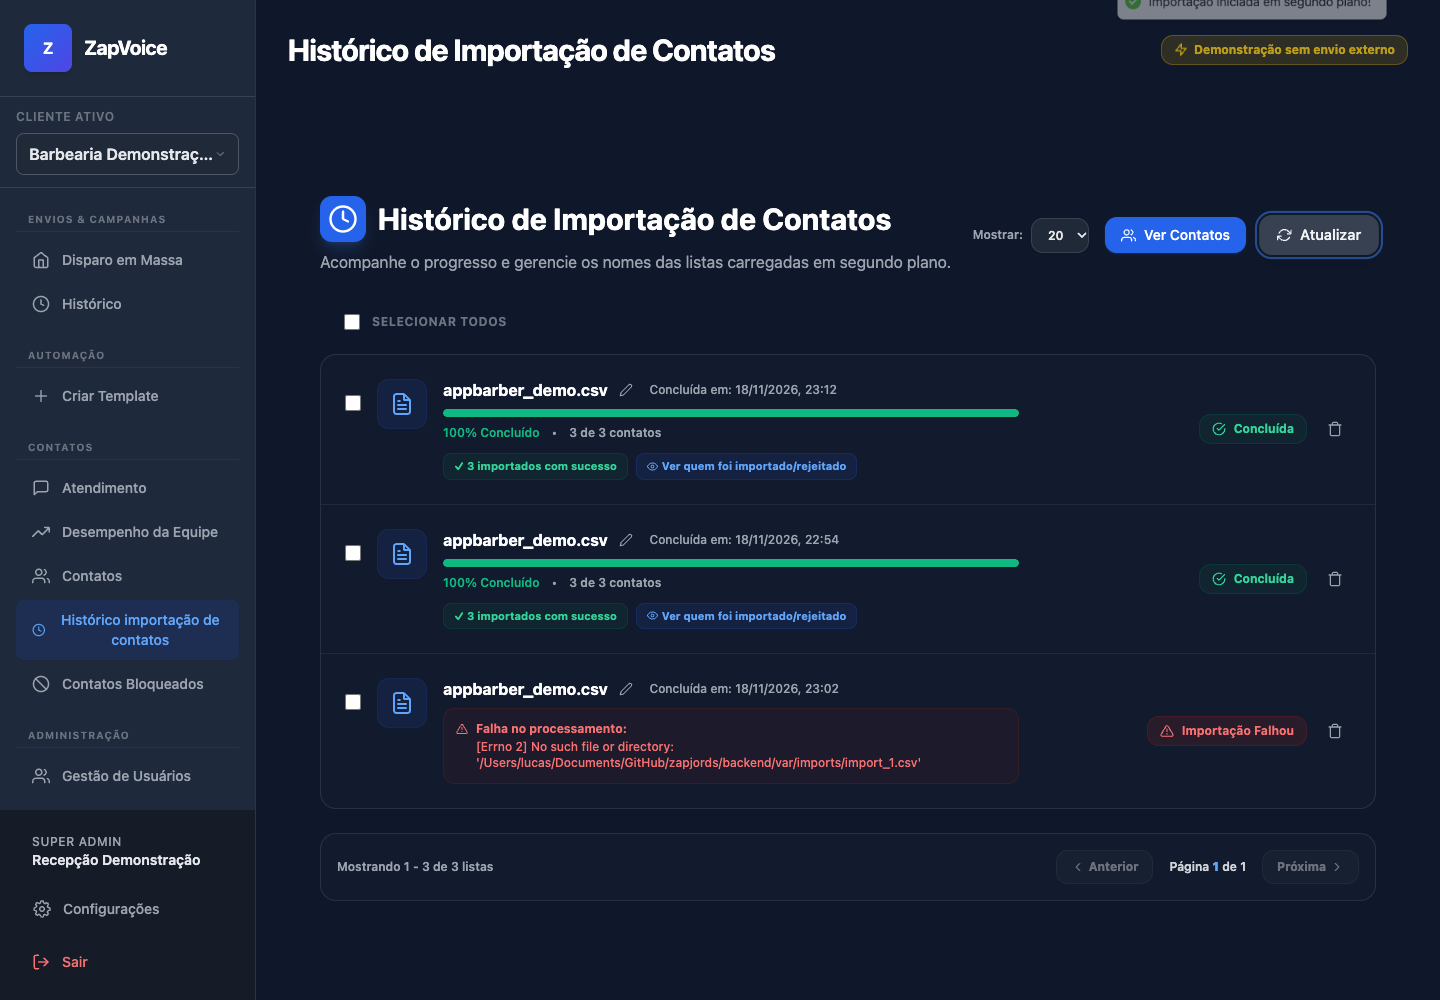 Z
ZapVoice
CLIENTE ATIVO
Barbearia Demonstraç...
ENVIOS & CAMPANHAS
Disparo em Massa
Histórico
AUTOMAÇÃO
Criar Template
CONTATOS
Atendimento
Desempenho da Equipe
Contatos
Histórico importação de
contatos
Contatos Bloqueados
ADMINISTRAÇÃO
Gestão de Usuários
SUPER ADMIN
Recepção Demonstração
Configurações
Sair
Importação iniciada em segundo plano!
Histórico de Importação de Contatos
Demonstração sem envio externo
Histórico de Importação de Contatos
Acompanhe o progresso e gerencie os nomes das listas carregadas em segundo plano.
Mostrar:
20
Ver Contatos
Atualizar
SELECIONAR TODOS
appbarber_demo.csv Concluída em: 18/11/2026, 23:12
100% Concluído • 3 de 3 contatos
✓ 3 importados com sucesso Ver quem foi importado/rejeitado
Concluída
appbarber_demo.csv Concluída em: 18/11/2026, 22:54
100% Concluído • 3 de 3 contatos
✓ 3 importados com sucesso Ver quem foi importado/rejeitado
Concluída
appbarber_demo.csv Concluída em: 18/11/2026, 23:02
Falha no processamento:
[Errno 2] No such file or directory:
'/Users/lucas/Documents/GitHub/zapjords/backend/var/imports/import_1.csv'
Importação Falhou
Mostrando 1 - 3 de 3 listas
Anterior
Página 1 de 1
Próxima